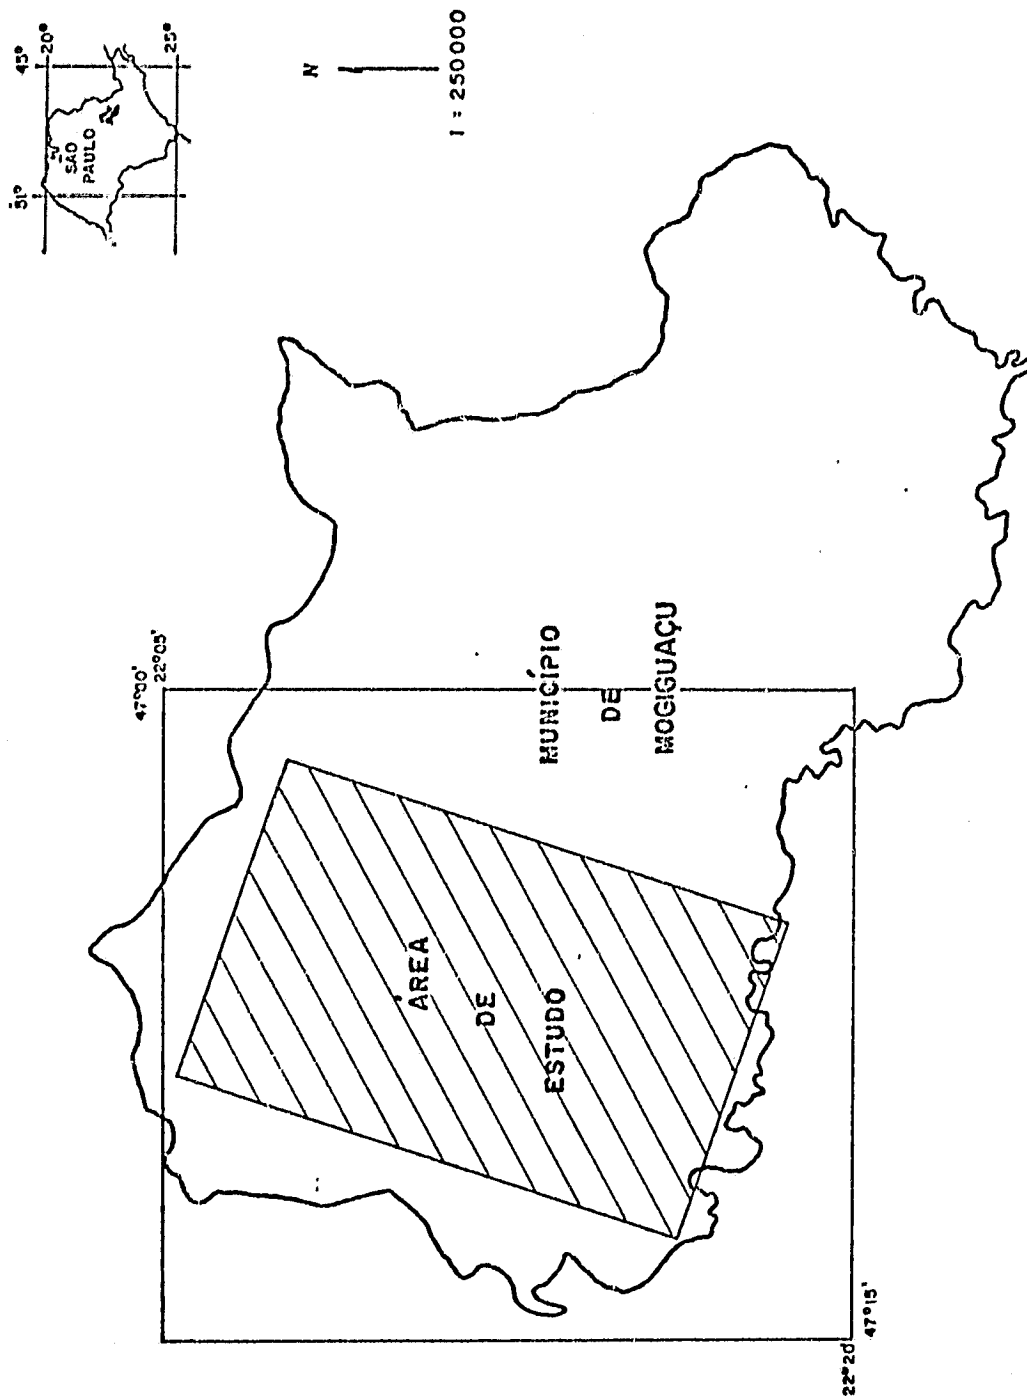 51°
45°
20°
25°
SÃO
PAULO
N
1 : 250000
47°00'
22°05'
MUNICÍPIO
DE
MOGIGUAÇU
ÁREA
DE
ESTUDO
22°20'
47°15'